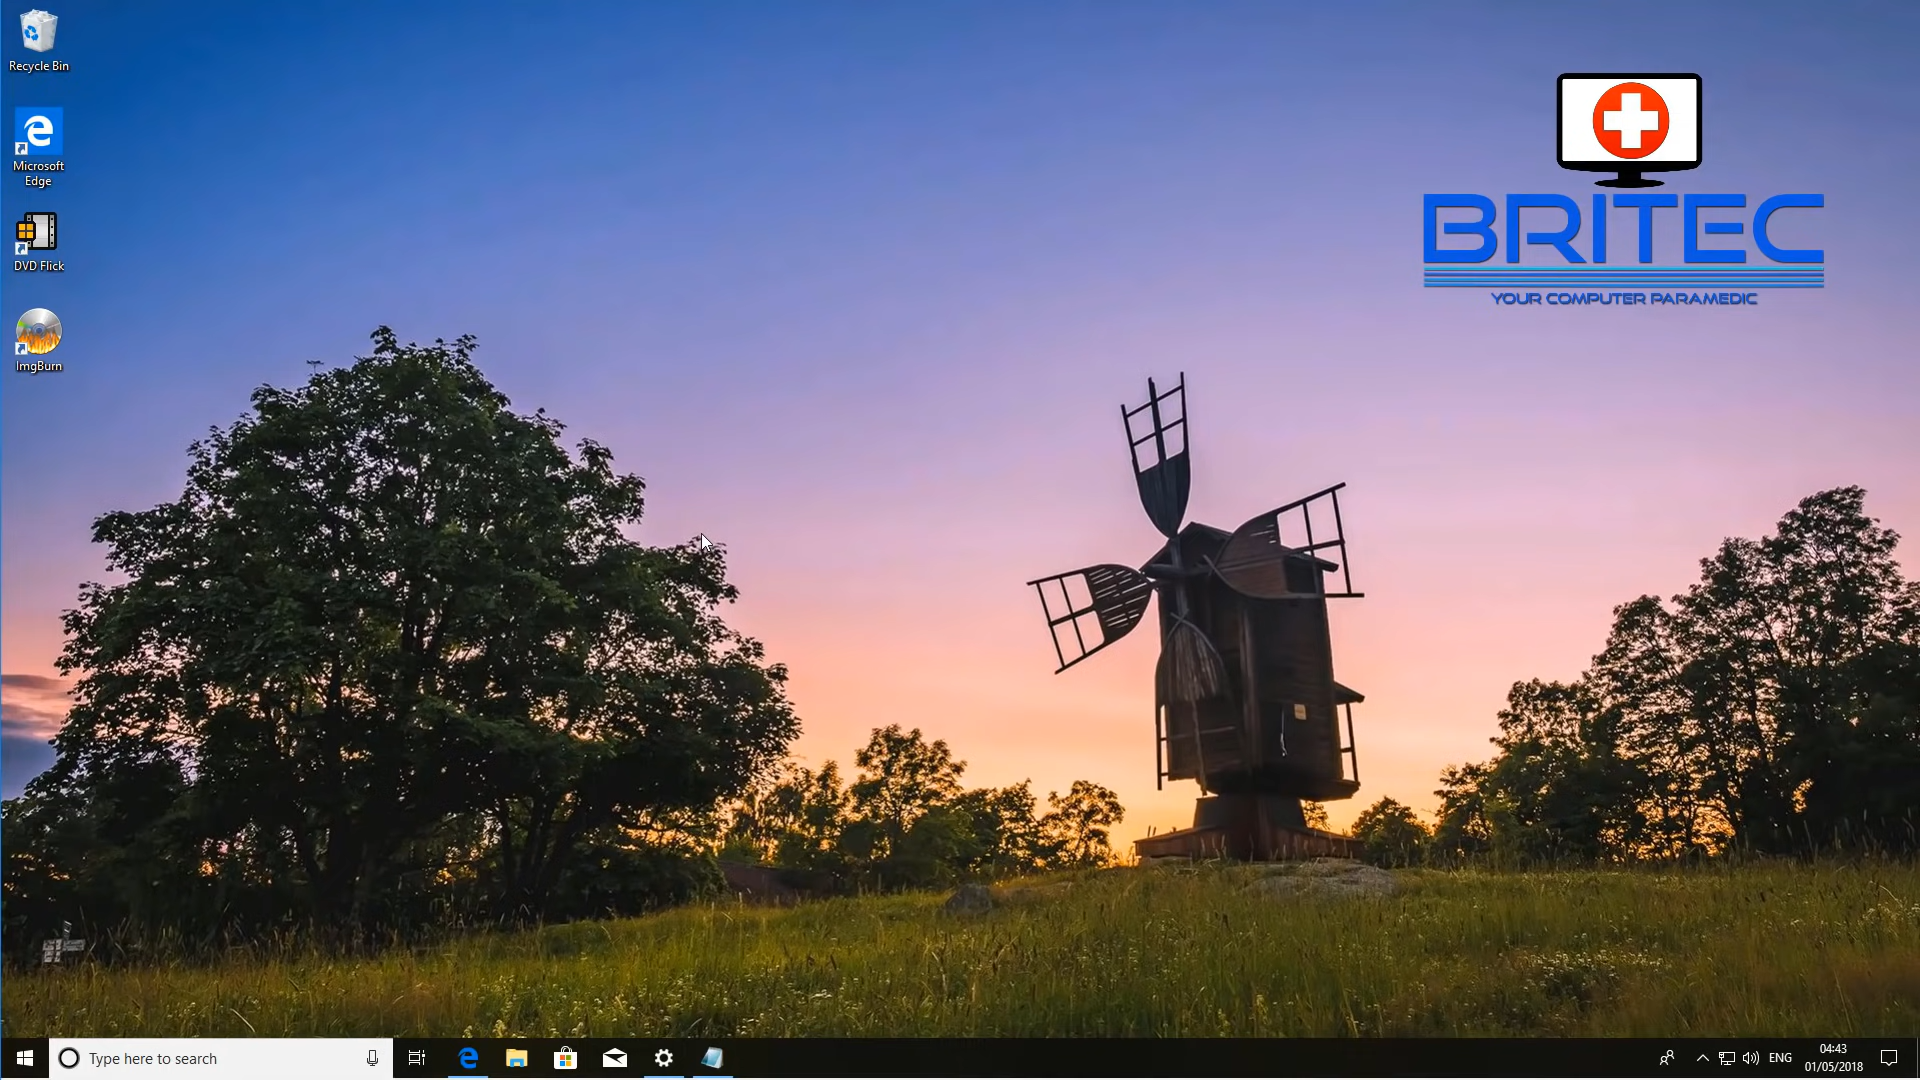 Recycle Bin
Microsoft
Edge
DVD Flick
ImgBurn
BRITEC
YOUR COMPUTER PARAMEDIC
Type here to search
ENG
04:43
01/05/2018